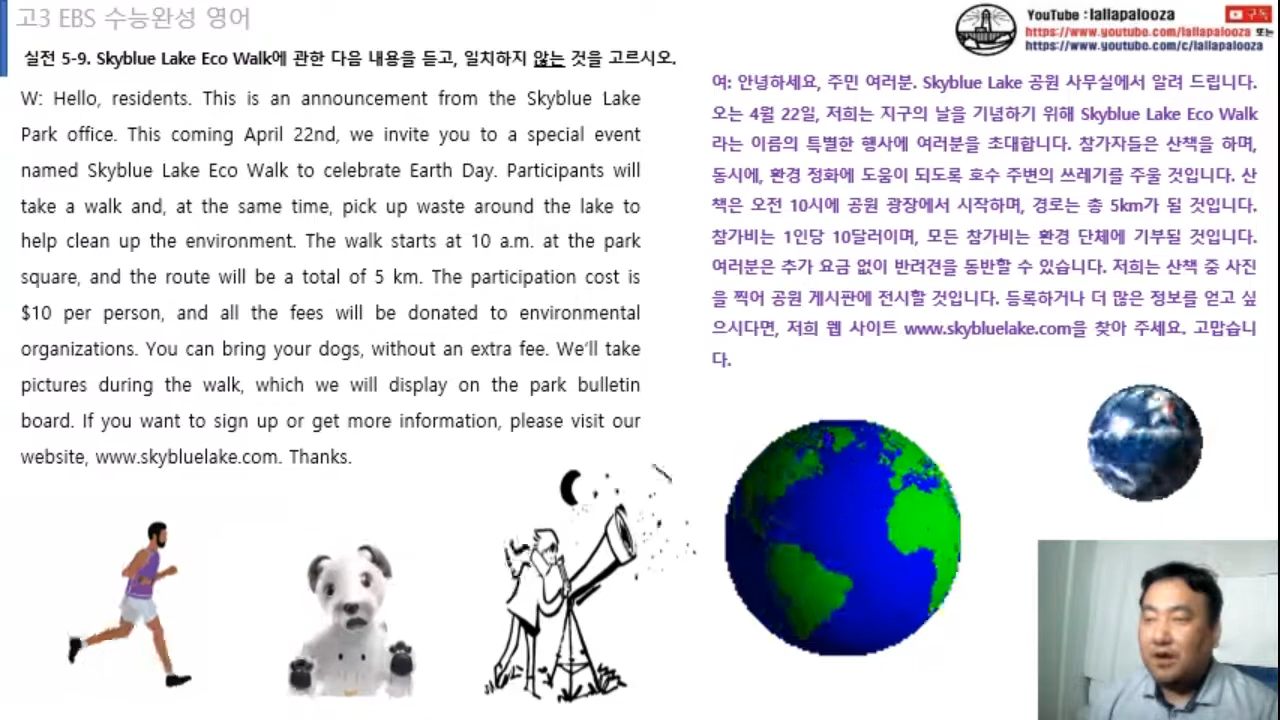 고3 EBS 수능완성 영어
실전 5-9. Skyblue Lake Eco Walk에 관한 다음 내용을 듣고, 일치하지 않는 것을 고르시오.
W: Hello, residents. This is an announcement from the Skyblue Lake
Park office. This coming April 22nd, we invite you to a special event
named Skyblue Lake Eco Walk to celebrate Earth Day. Participants will
take a walk and, at the same time, pick up waste around the lake to
help clean up the environment. The walk starts at 10 a.m. at the park
square, and the route will be a total of 5 km. The participation cost is
$10 per person, and all the fees will be donated to environmental
organizations. You can bring your dogs, without an extra fee. We'll take
pictures during the walk, which we will display on the park bulletin
board. If you want to sign up or get more information, please visit our
website, www.skybluelake.com. Thanks.
YouTube : lallapalooza
구독
https://www.youtube.com/lallapalooza 또는
https://www.youtube.com/c/lallapalooza
여: 안녕하세요, 주민 여러분. Skyblue Lake 공원 사무실에서 알려 드립니다.
오는 4월 22일, 저희는 지구의 날을 기념하기 위해 Skyblue Lake Eco Walk
라는 이름의 특별한 행사에 여러분을 초대합니다. 참가자들은 산책을 하며,
동시에, 환경 정화에 도움이 되도록 호수 주변의 쓰레기를 주울 것입니다. 산
책은 오전 10시에 공원 광장에서 시작하며, 경로는 총 5km가 될 것입니다.
참가비는 1인당 10달러이며, 모든 참가비는 환경 단체에 기부될 것입니다.
여러분은 추가 요금 없이 반려견을 동반할 수 있습니다. 저희는 산책 중 사진
을 찍어 공원 게시판에 전시할 것입니다. 등록하거나 더 많은 정보를 얻고 싶
으시다면, 저희 웹 사이트 www.skybluelake.com을 찾아 주세요. 고맙습니
다.